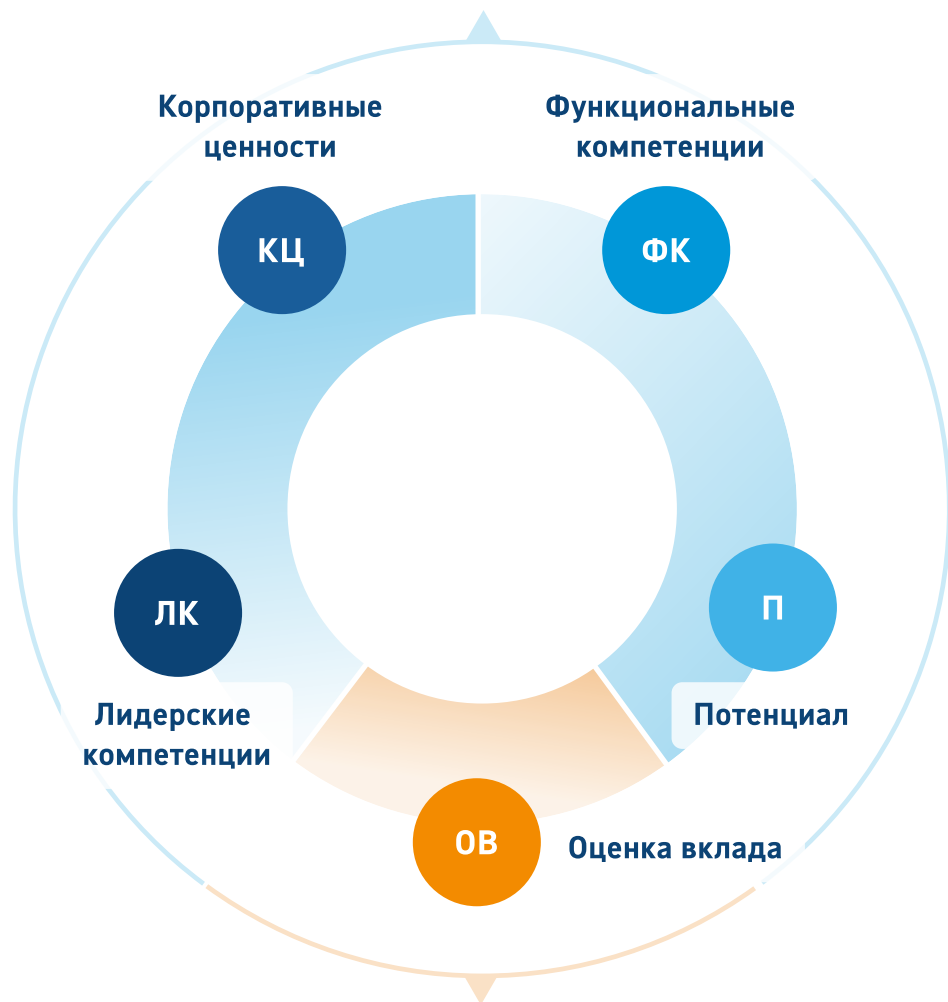 Корпоративные
ценности
Функциональные
компетенции
КЦ
ФК
ЛК
П
Лидерские
компетенции
Потенциал
ОВ
Оценка вклада